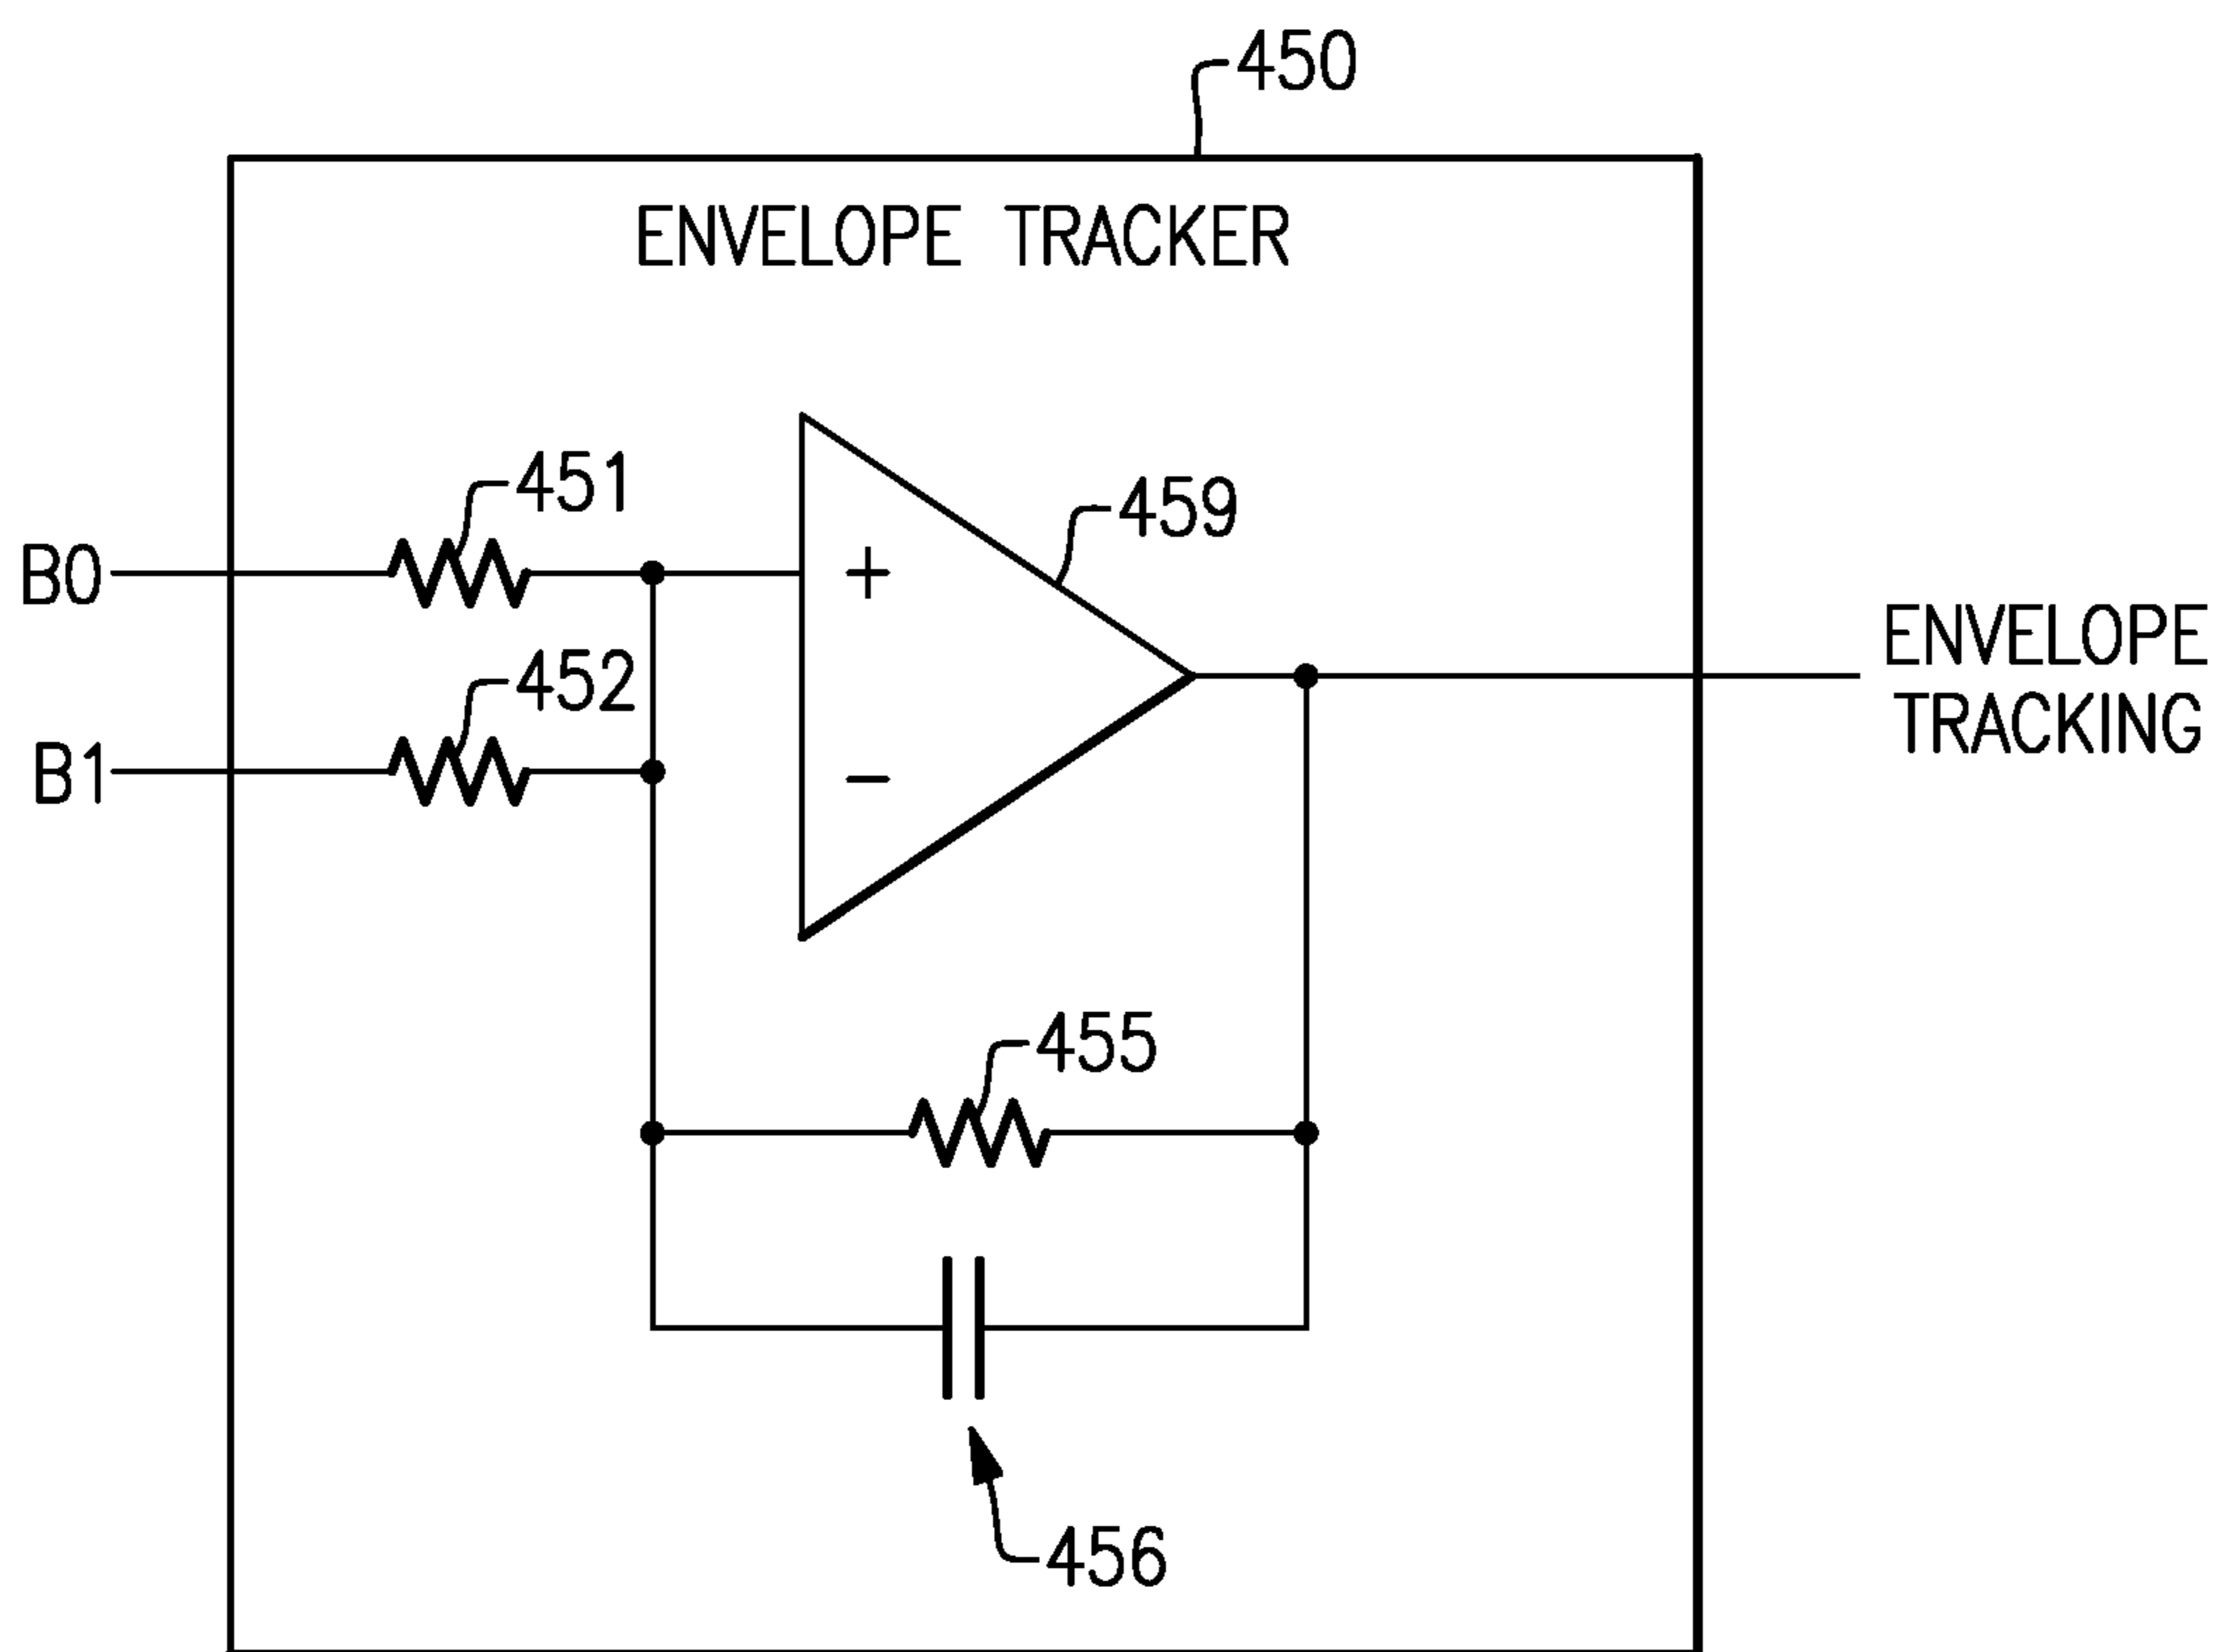 450
ENVELOPE TRACKER
451
459
B0
+
ENVELOPE
TRACKING
452
B1
−
455
456